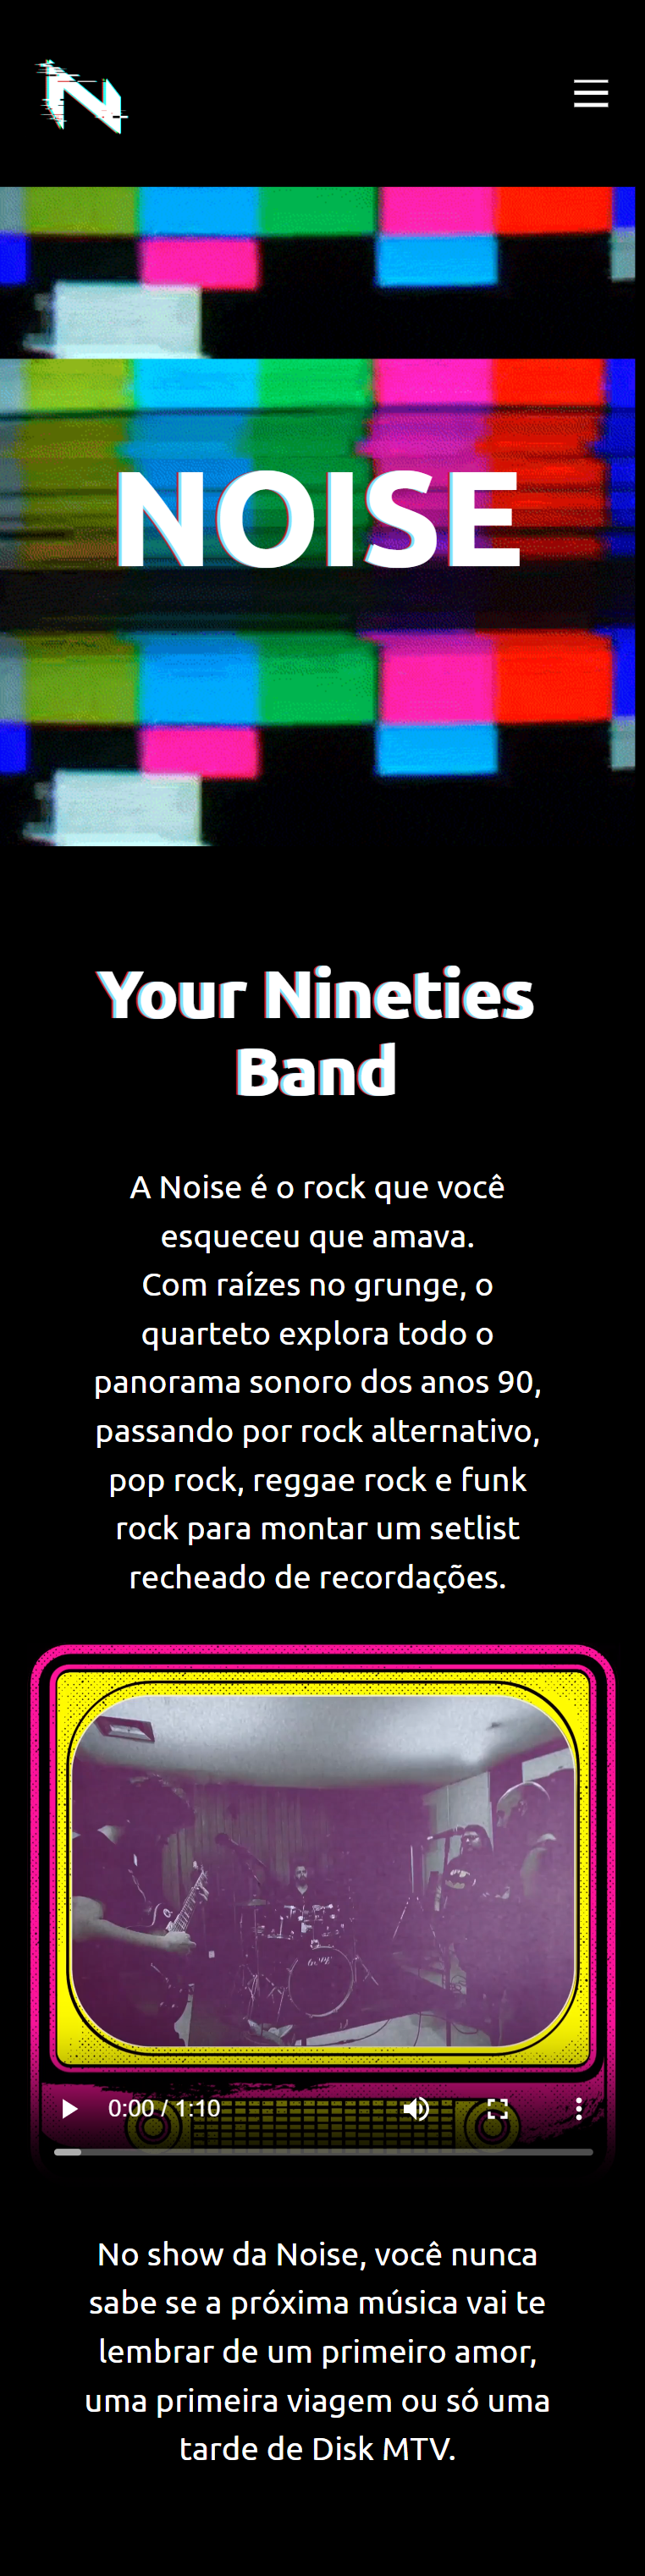 N
NOISE
Your Nineties
Band
A Noise é o rock que você
esqueceu que amava.
Com raízes no grunge, o
quarteto explora todo o
panorama sonoro dos anos 90,
passando por rock alternativo,
pop rock, reggae rock e funk
rock para montar um setlist
recheado de recordações.
0:00 / 1:10
No show da Noise, você nunca
sabe se a próxima música vai te
lembrar de um primeiro amor,
uma primeira viagem ou só uma
tarde de Disk MTV.